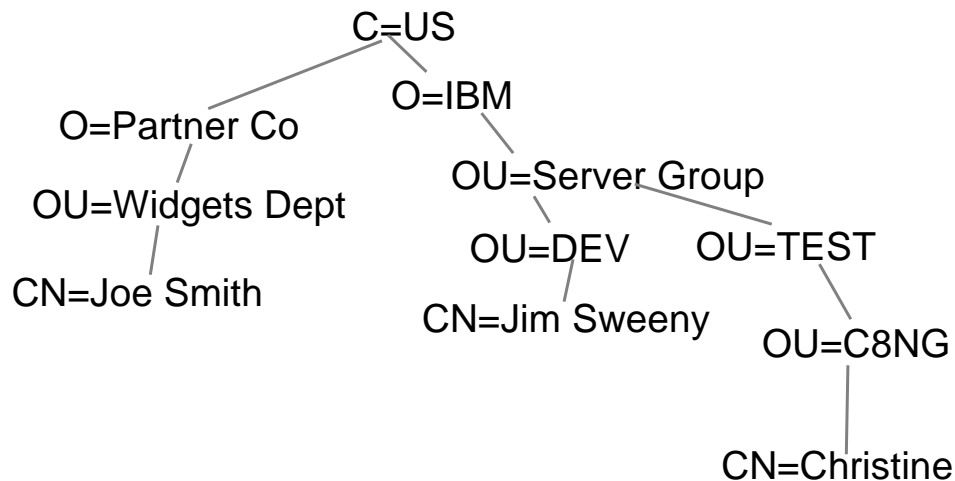 C=US
O=IBM
O=Partner Co
OU=Server Group
OU=Widgets Dept
OU=DEV
OU=TEST
CN=Joe Smith
CN=Jim Sweeny
OU=C8NG
CN=Christine